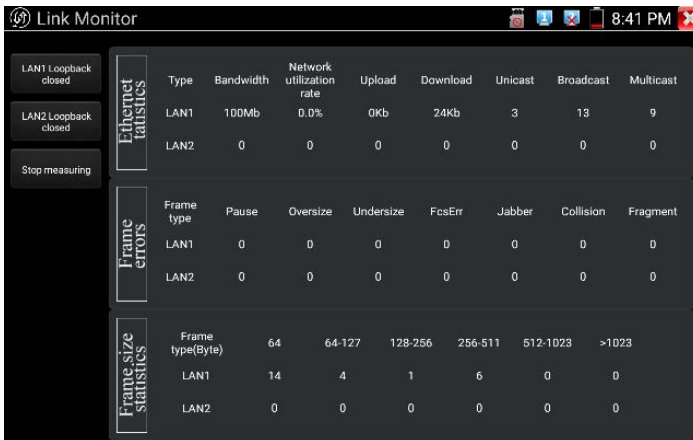 Link Monitor
8:41 PM
LAN1 Loopback
closed
LAN2 Loopback
closed
Stop measuring
Ethernet
tatistics
Type Bandwidth Network utilization rate Upload Download Unicast Broadcast Multicast
LAN1 100Mb 0.0% 0Kb 24Kb 3 13 9
LAN2 0 0 0 0 0 0 0
Frame
errors
Frame type Pause Oversize Undersize FcsErr Jabber Collision Fragment
LAN1 0 0 0 0 0 0 0
LAN2 0 0 0 0 0 0 0
Frame.size
statistics
Frame type(Byte) 64 64-127 128-256 256-511 512-1023 >1023
LAN1 14 4 1 6 0 0
LAN2 0 0 0 0 0 0